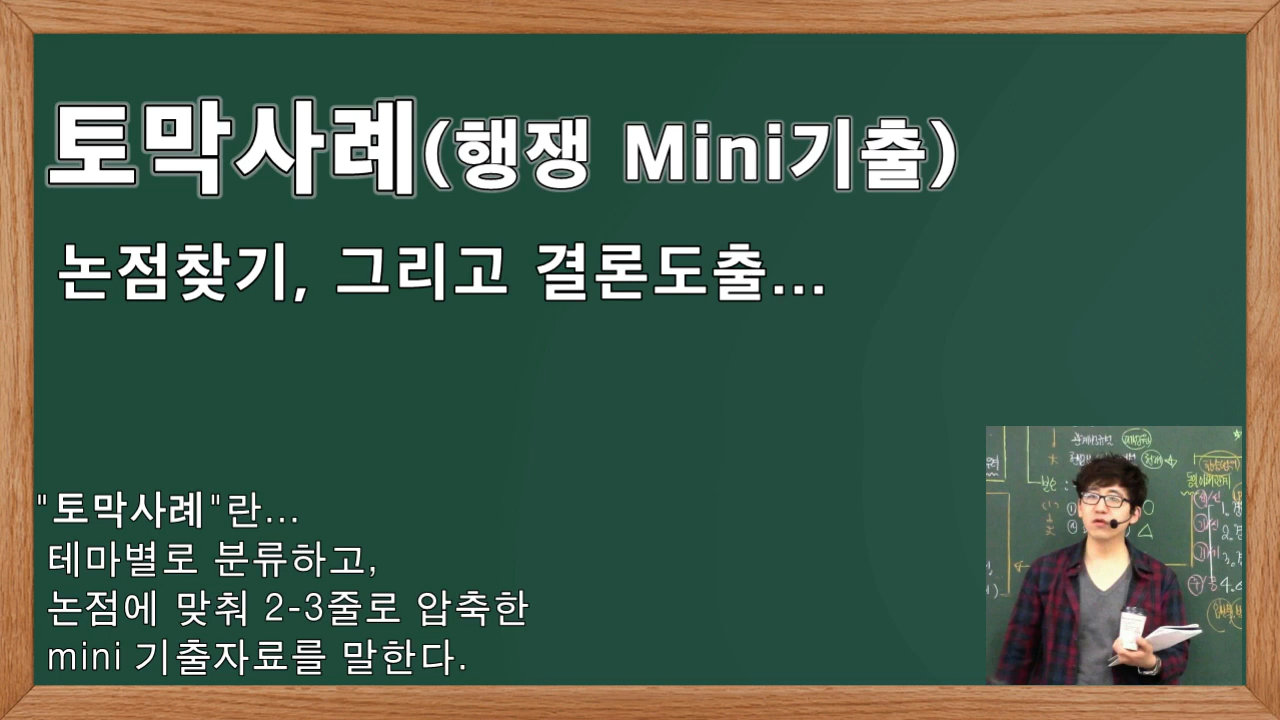 토막사례(행쟁 Mini기출)
논점찾기, 그리고 결론도출...
"토막사례"란...
테마별로 분류하고,
논점에 맞춰 2-3줄로 압축한
mini 기출자료를 말한다.